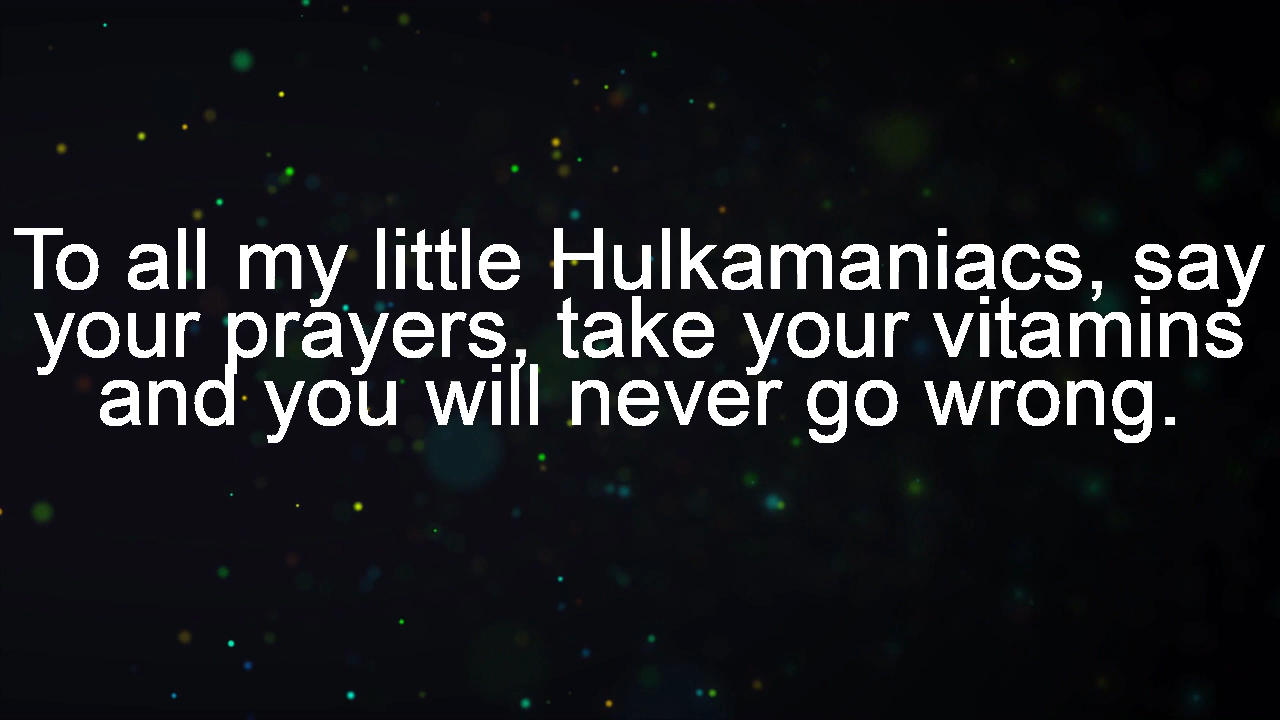 To all my little Hulkamaniacs, say
your prayers, take your vitamins
and you will never go wrong.